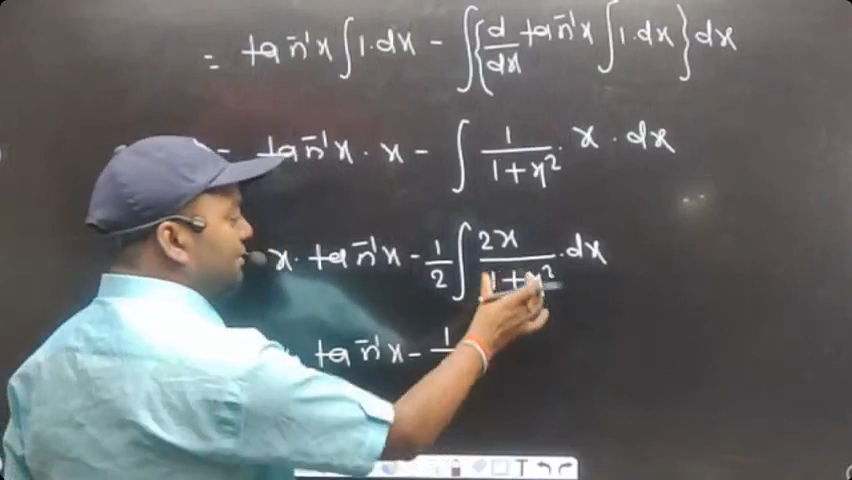 = tan⁻¹x ∫1.dx - ∫{d/dx tan⁻¹x ∫1.dx}dx
tan⁻¹x . x - ∫ 1/1+x² . x . dx
x. tan⁻¹x - 1/2 ∫ 2x/1+x² .dx
tan⁻¹x - 1
T